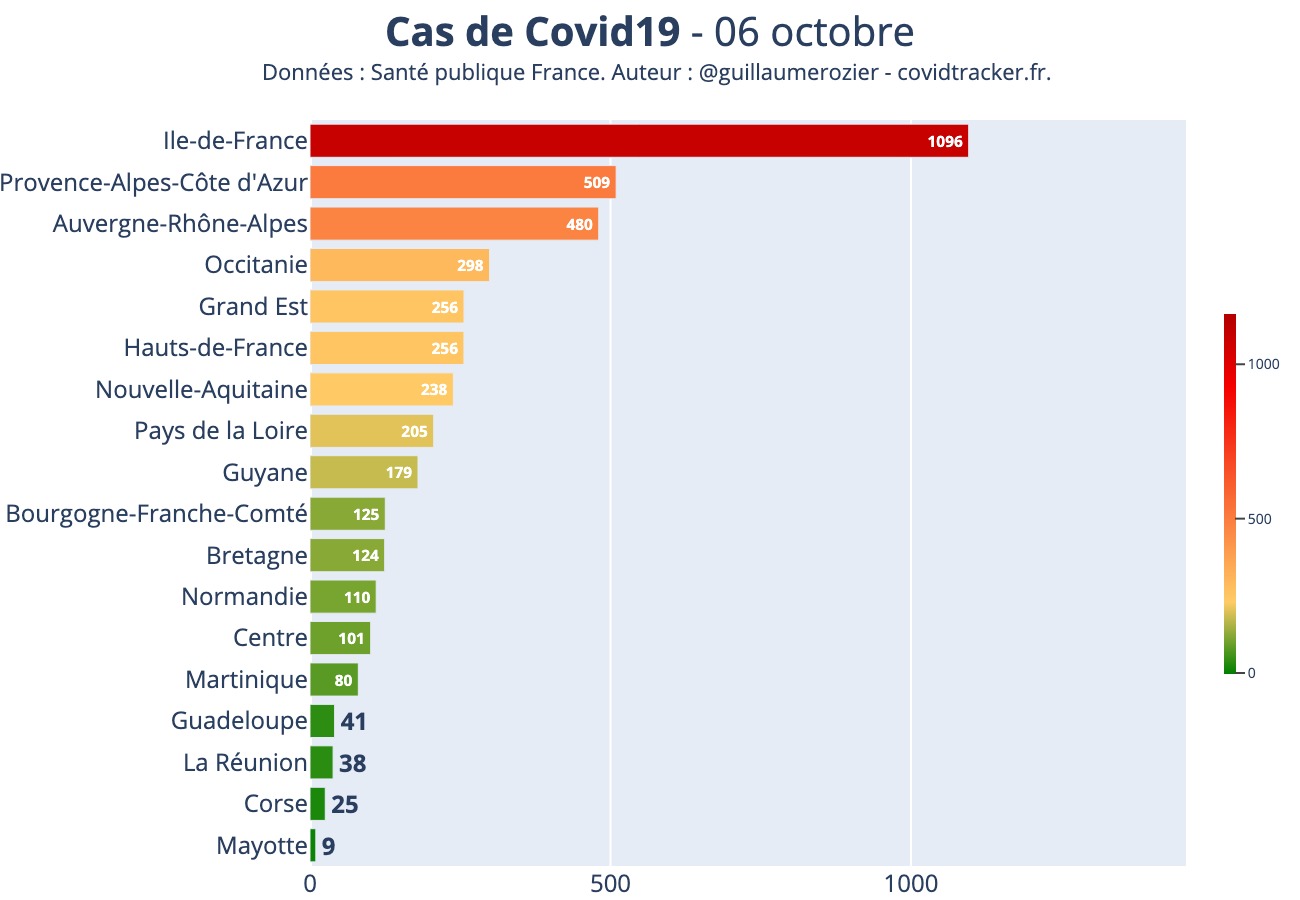 Cas de Covid19 - 06 octobre
Données : Santé publique France. Auteur : @guillaumerozier - covidtracker.fr.
Ile-de-France 1096
Provence-Alpes-Côte d'Azur 509
Auvergne-Rhône-Alpes 480
Occitanie 298
Grand Est 256
Hauts-de-France 256
Nouvelle-Aquitaine 238
Pays de la Loire 205
Guyane 179
Bourgogne-Franche-Comté 125
Bretagne 124
Normandie 110
Centre 101
Martinique 80
Guadeloupe 41
La Réunion 38
Corse 25
Mayotte 9
0 500 1000
1000
500
0